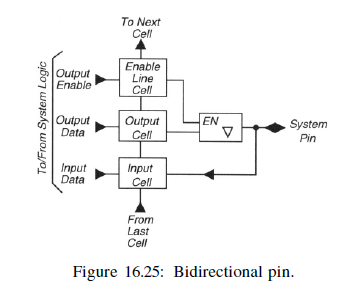 To Next
Cell
To/From System Logic
Output
Enable
Enable
Line
Cell
Output
Data
Output
Cell
EN
System
Pin
Input
Data
Input
Cell
From
Last
Cell
Figure 16.25: Bidirectional pin.